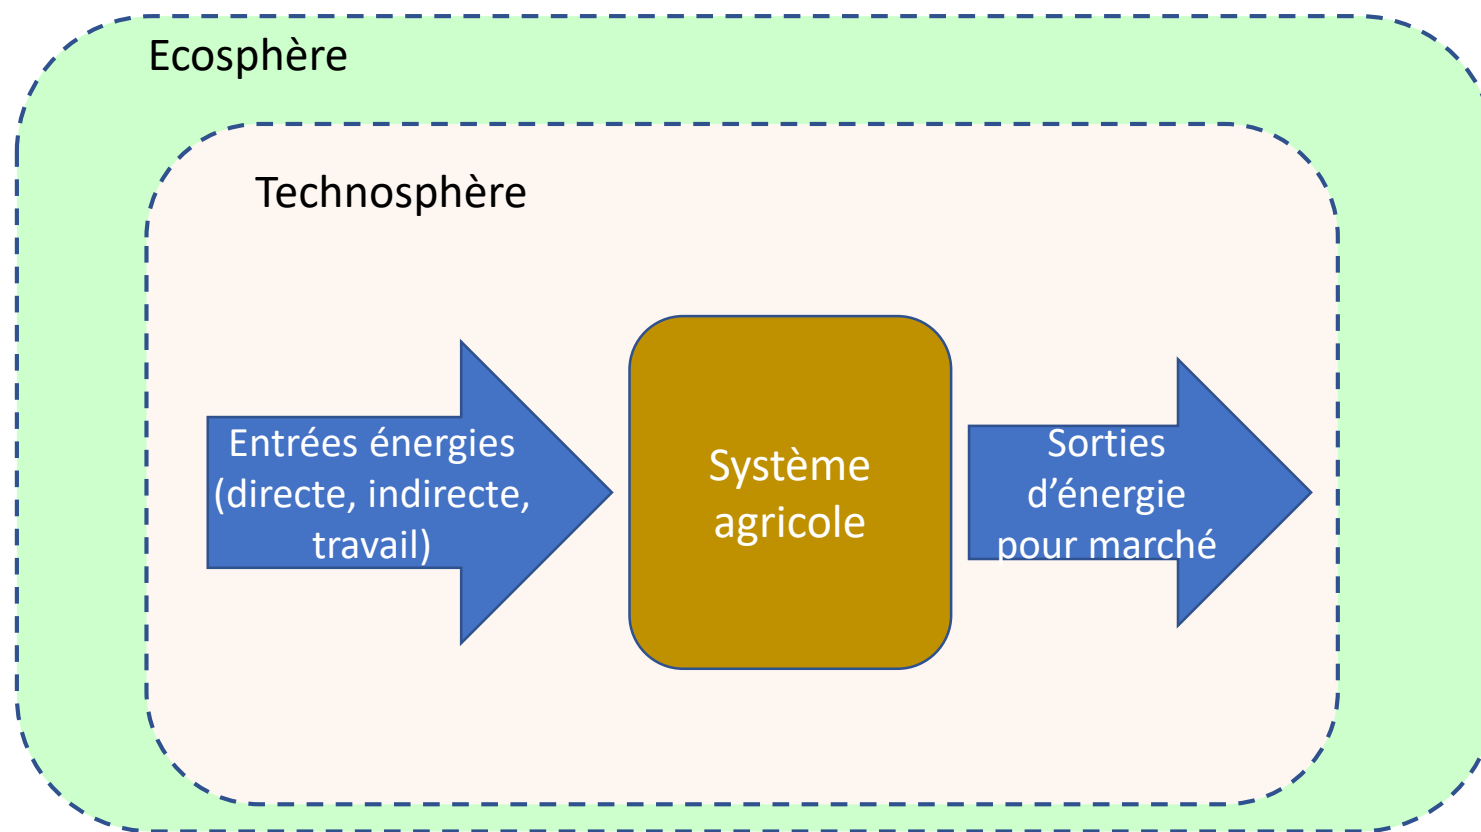 Ecosphère
Technosphère
Entrées énergies
(directe, indirecte,
travail)
Système
agricole
Sorties
d’énergie
pour marché